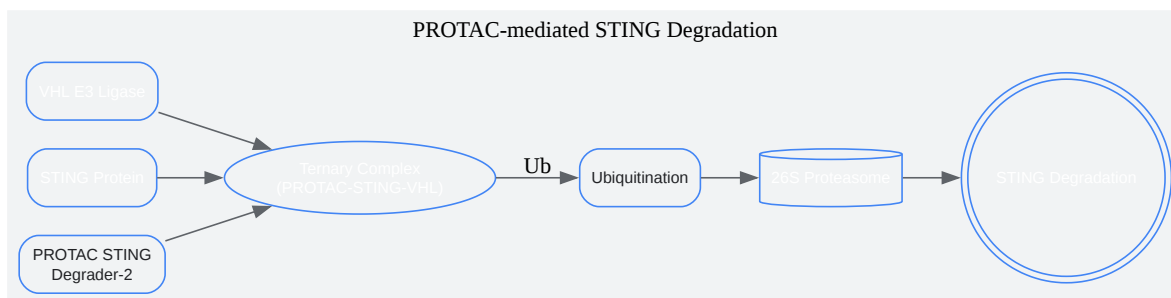 PROTAC-mediated STING Degradation
VHL E3 Ligase
STING Protein
PROTAC STING
Degrader-2
Ternary Complex
(PROTAC-STING-VHL)
Ub
Ubiquitination
26S Proteasome
STING Degradation